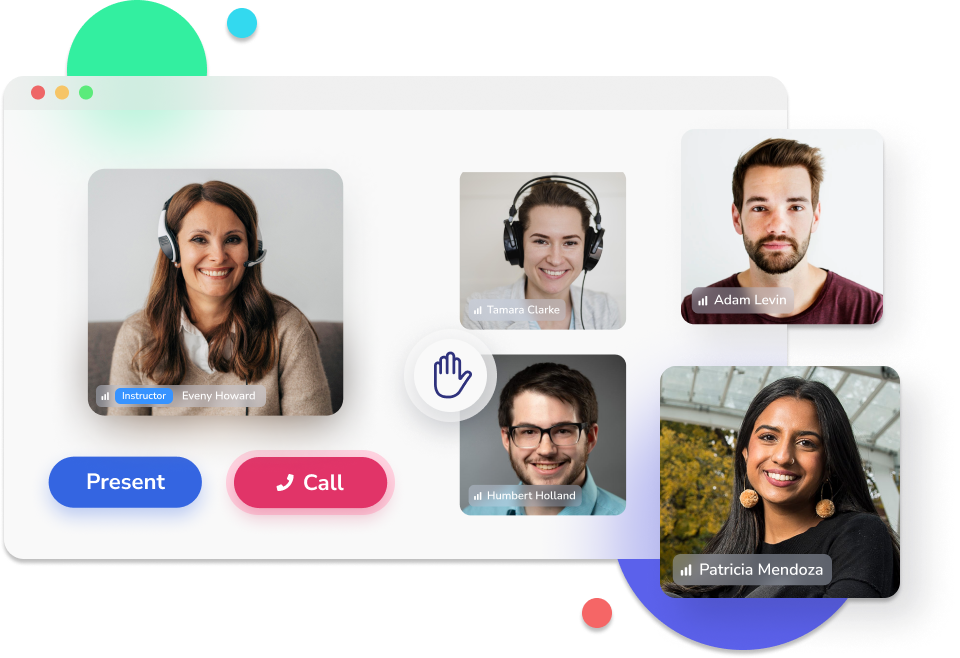 Instructor Eveny Howard
Present
Call
Tamara Clarke
Humbert Holland
Adam Levin
Patricia Mendoza